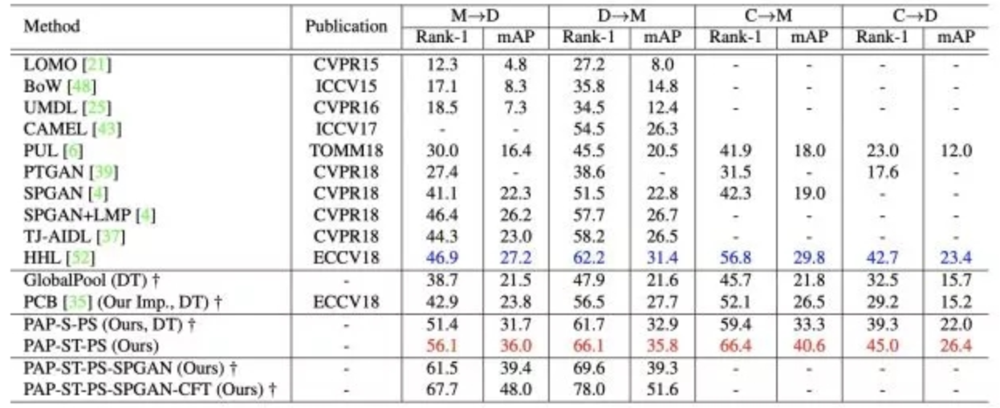 Method Publication M→D D→M C→M C→D
Rank-1 mAP Rank-1 mAP Rank-1 mAP Rank-1 mAP
LOMO [21] CVPR15 12.3 4.8 27.2 8.0 - - - -
BoW [48] ICCV15 17.1 8.3 35.8 14.8 - - - -
UMDL [25] CVPR16 18.5 7.3 34.5 12.4 - - - -
CAMEL [43] ICCV17 - - 54.5 26.3
PUL [6] TOMM18 30.0 16.4 45.5 20.5 41.9 18.0 23.0 12.0
PTGAN [39] CVPR18 27.4 - 38.6 - 31.5 - 17.6 -
SPGAN [4] CVPR18 41.1 22.3 51.5 22.8 42.3 19.0 - -
SPGAN+LMP [4] CVPR18 46.4 26.2 57.7 26.7 - - - -
TJ-AIDL [37] CVPR18 44.3 23.0 58.2 26.5 - - - -
HHL [52] ECCV18 46.9 27.2 62.2 31.4 56.8 29.8 42.7 23.4
GlobalPool (DT) † - 38.7 21.5 47.9 21.6 45.7 21.8 32.5 15.7
PCB [35] (Our Imp., DT) † ECCV18 42.9 23.8 56.5 27.7 52.1 26.5 29.2 15.2
PAP-S-PS (Ours, DT) † - 51.4 31.7 61.7 32.9 59.4 33.3 39.3 22.0
PAP-ST-PS (Ours) - 56.1 36.0 66.1 35.8 66.4 40.6 45.0 26.4
PAP-ST-PS-SPGAN (Ours) † - 61.5 39.4 69.6 39.3 - - - -
PAP-ST-PS-SPGAN-CFT (Ours) † - 67.7 48.0 78.0 51.6 - - - -